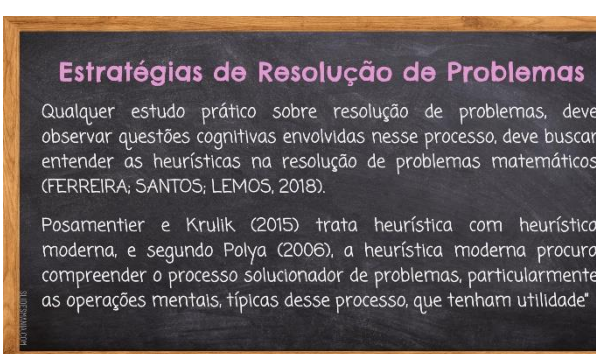 Estratégias de Resolução de Problemas
Qualquer estudo prático sobre resolução de problemas, deve
observar questões cognitivas envolvidas nesse processo, deve buscar
entender as heurísticas na resolução de problemas matemáticos
(FERREIRA; SANTOS; LEMOS, 2018).
Posamentier e Krulik (2015) trata heurística com heurística
moderna, e segundo Polya (2006), a heurística moderna procura
compreender o processo solucionador de problemas, particularmente
as operações mentais, típicas desse processo, que tenham utilidade"
SLIDESMANIA.COM